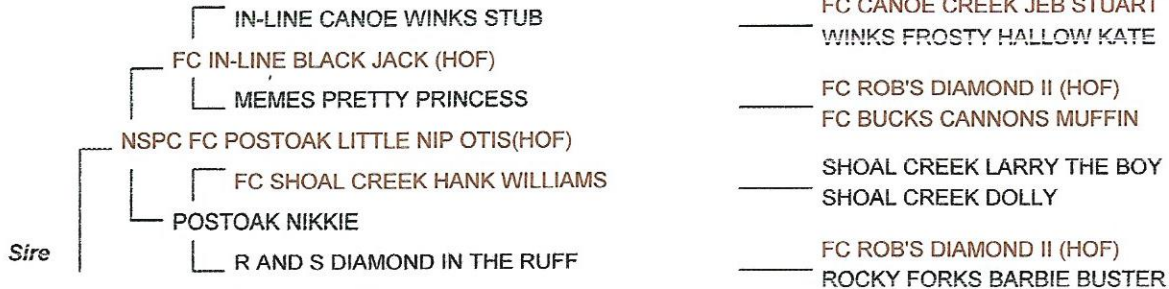 FC CANOE CREEK JEB STUART
IN-LINE CANOE WINKS STUB
WINKS FROSTY HALLOW KATE
FC IN-LINE BLACK JACK (HOF)
FC ROB'S DIAMOND II (HOF)
MEMES PRETTY PRINCESS
FC BUCKS CANNONS MUFFIN
NSPC FC POSTOAK LITTLE NIP OTIS(HOF)
SHOAL CREEK LARRY THE BOY
FC SHOAL CREEK HANK WILLIAMS
SHOAL CREEK DOLLY
POSTOAK NIKKIE
Sire
FC ROB'S DIAMOND II (HOF)
R AND S DIAMOND IN THE RUFF
ROCKY FORKS BARBIE BUSTER